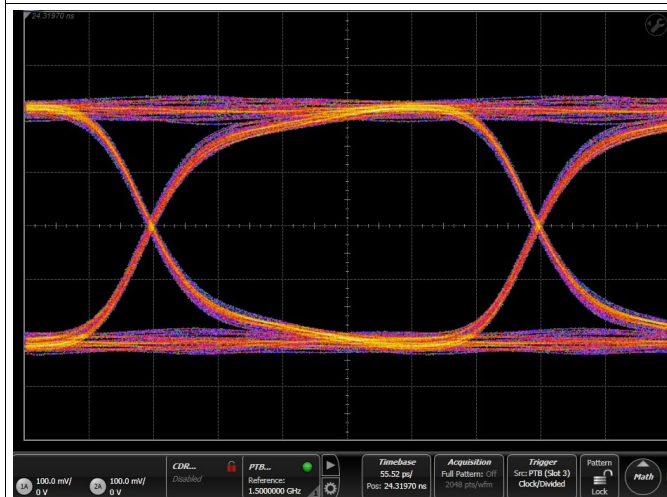 24.31970 ns
CDR...
Disabled
PTB...
Reference:
1.5000000 GHz
Timebase
55.52 ps/
Pos: 24.31970 ns
Acquisition
Full Pattern: Off
2048 pts/wfm
Trigger
Src: PTB (Slot 3)
Clock/Divided
Pattern
Lock
Math
1A 100.0 mV/
0 V
2A 100.0 mV/
0 V